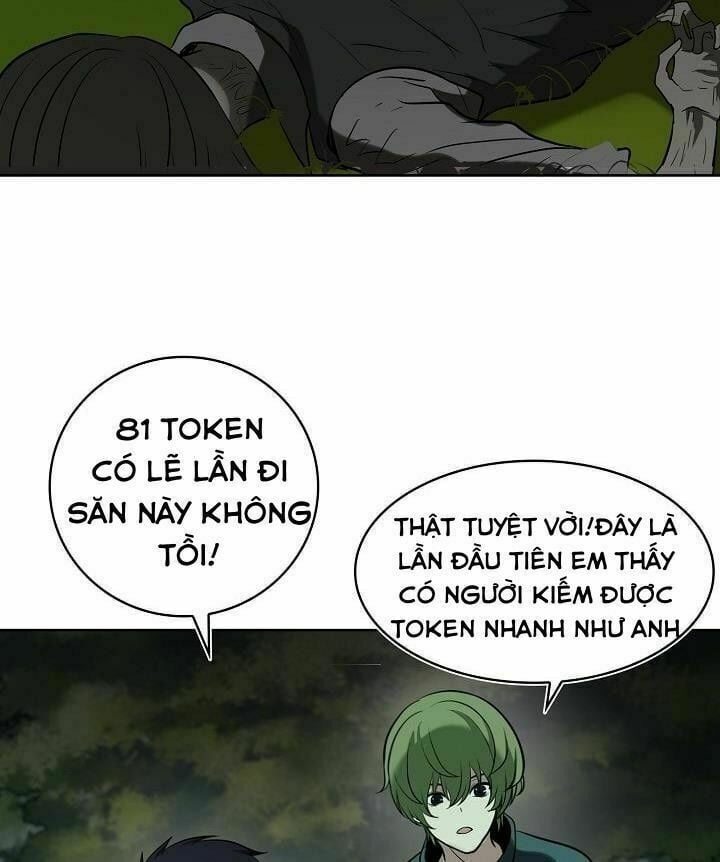 81 TOKEN
CÓ LẼ LẦN ĐI
SĂN NÀY KHÔNG
TỒI!
THẬT TUYỆT VỜI!ĐÂY LÀ
LẦN ĐẦU TIÊN EM THẤY
CÓ NGƯỜI KIẾM ĐƯỢC
TOKEN NHANH NHƯ ANH